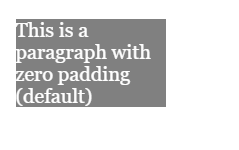 This is a
paragraph with
zero padding
(default)